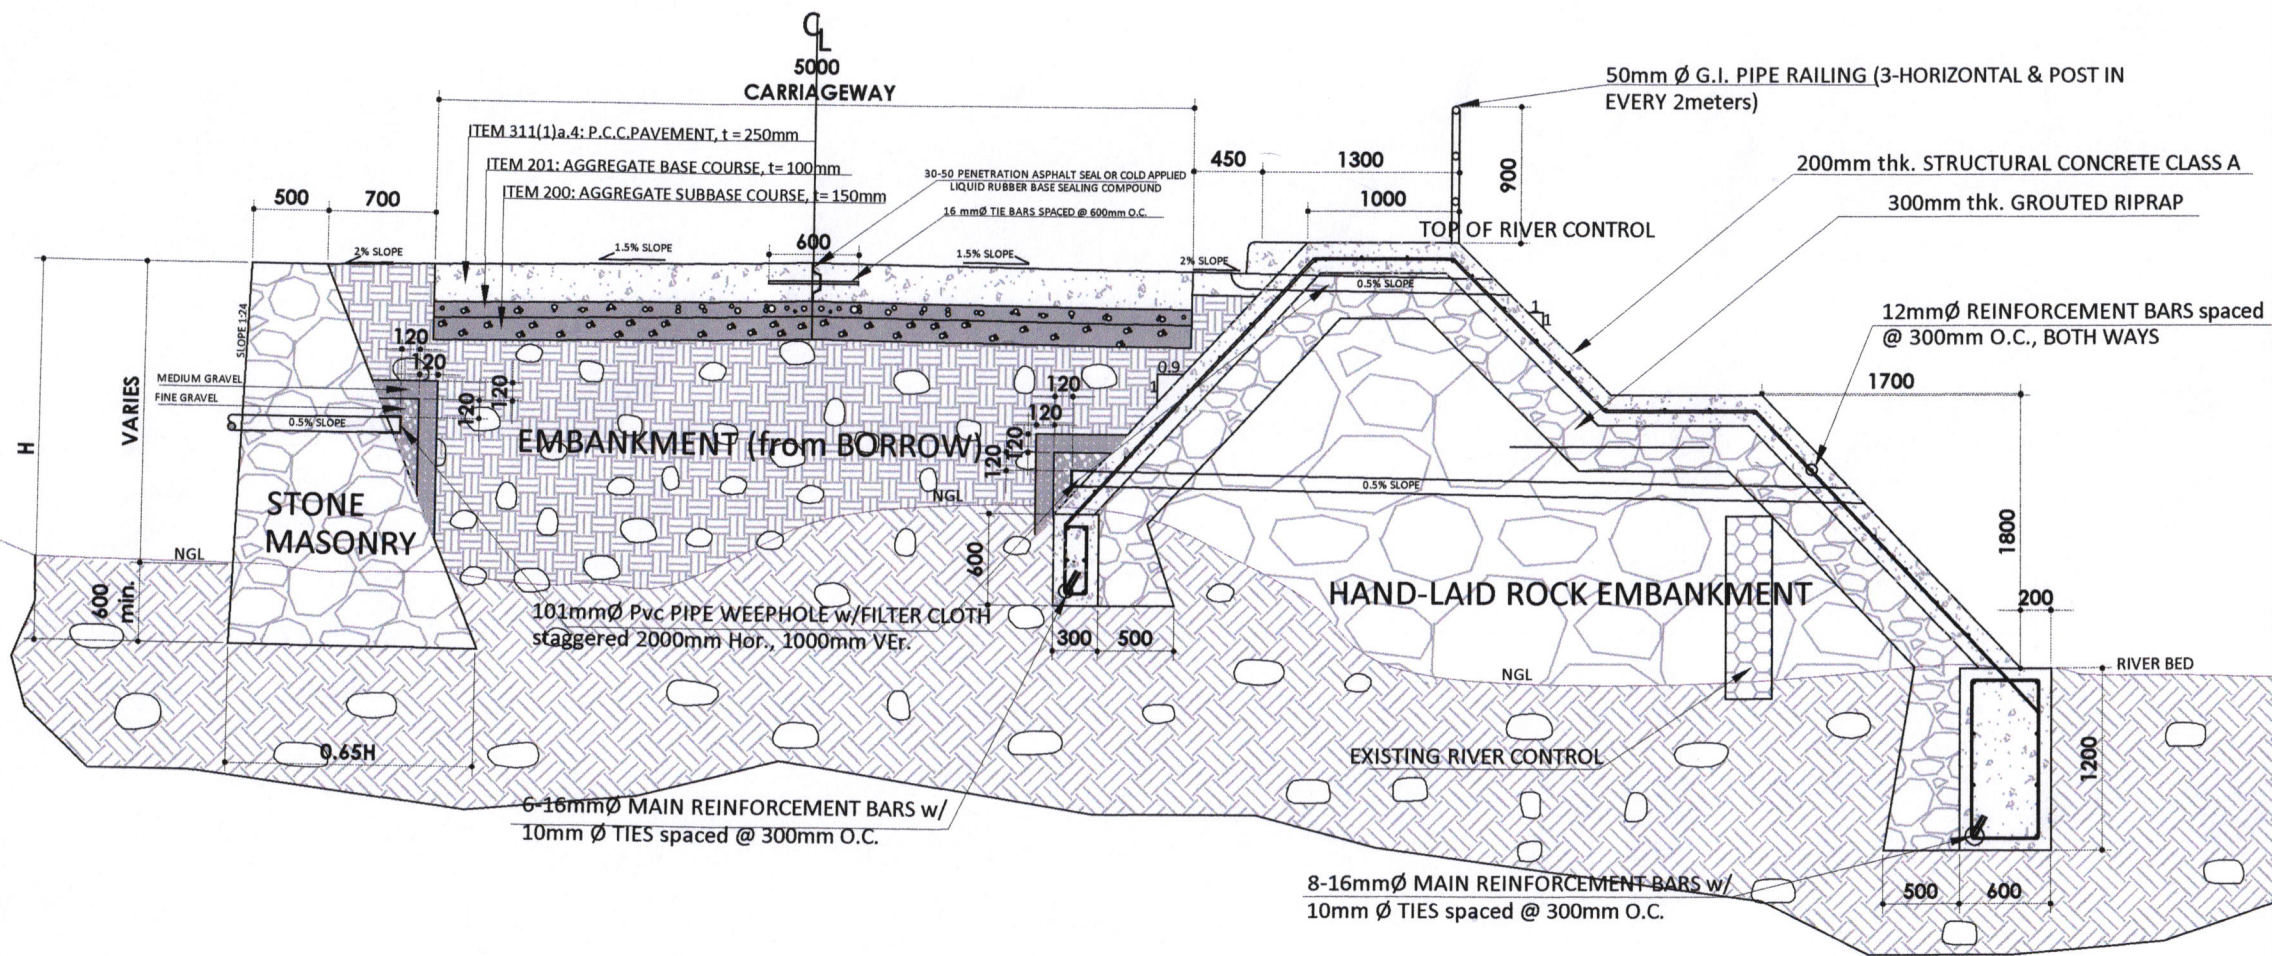 CL
5000
CARRIAGEWAY
50mm Ø G.I. PIPE RAILING (3-HORIZONTAL & POST IN
EVERY 2meters)
ITEM 311(1)a.4: P.C.C.PAVEMENT, t = 250mm
ITEM 201: AGGREGATE BASE COURSE, t= 100mm
ITEM 200: AGGREGATE SUBBASE COURSE, t= 150mm
30-50 PENETRATION ASPHALT SEAL OR COLD APPLIED
LIQUID RUBBER BASE SEALING COMPOUND
16 mmØ TIE BARS SPACED @ 600mm O.C.
450
1300
900
1000
200mm thk. STRUCTURAL CONCRETE CLASS A
300mm thk. GROUTED RIPRAP
500
700
600
TOP OF RIVER CONTROL
2% SLOPE
1.5% SLOPE
1.5% SLOPE
2% SLOPE
0.5% SLOPE
1
1
12mmØ REINFORCEMENT BARS spaced
@ 300mm O.C., BOTH WAYS
SLOPE 1:24
120
120
120
120
MEDIUM GRAVEL
FINE GRAVEL
0.5% SLOPE
0.9
1
120
120
120
120
1700
H
VARIES
EMBANKMENT (from BORROW)
NGL
0.5% SLOPE
STONE
MASONRY
NGL
600
min.
600
1800
HAND-LAID ROCK EMBANKMENT
200
101mmØ Pvc PIPE WEEPHOLE w/FILTER CLOTH
staggered 2000mm Hor., 1000mm VEr.
300
500
NGL
RIVER BED
0.65H
EXISTING RIVER CONTROL
1200
6-16mmØ MAIN REINFORCEMENT BARS w/
10mm Ø TIES spaced @ 300mm O.C.
8-16mmØ MAIN REINFORCEMENT BARS w/
10mm Ø TIES spaced @ 300mm O.C.
500
600